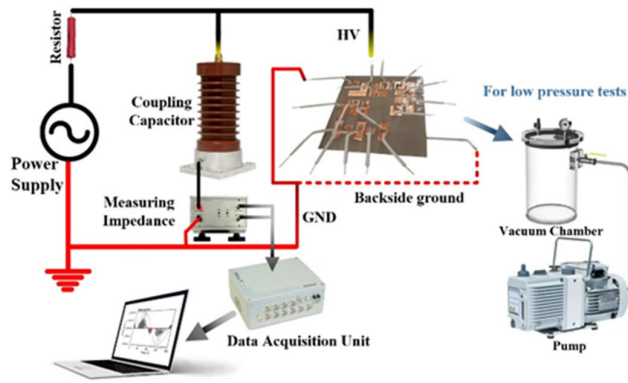 Resistor
HV
Coupling
Capacitor
For low pressure tests
Power
Supply
Measuring
Impedance
GND
Backside ground
Vacuum Chamber
Data Acquisition Unit
Pump